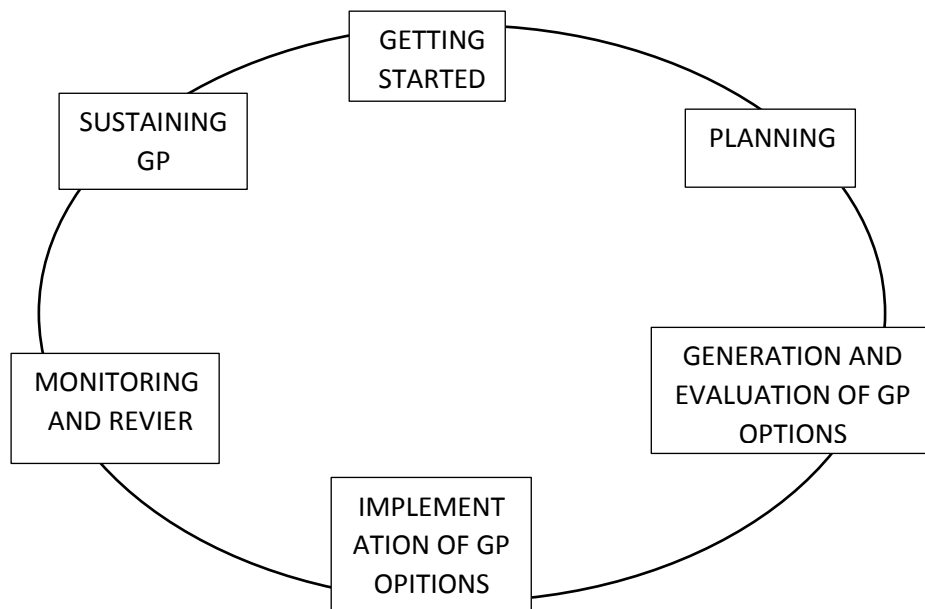 GETTING
STARTED
PLANNING
GENERATION AND
EVALUATION OF GP
OPTIONS
IMPLEMENT
ATION OF GP
OPITIONS
MONITORING
AND REVIER
SUSTAINING
GP